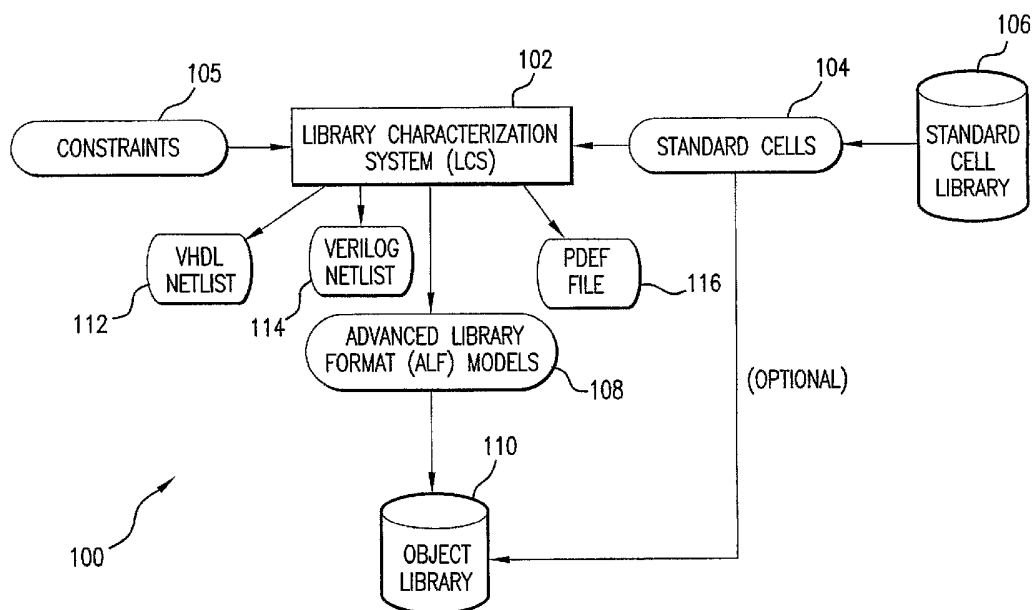 106
105
102
104
CONSTRAINTS
LIBRARY CHARACTERIZATION
SYSTEM (LCS)
STANDARD CELLS
STANDARD
CELL
LIBRARY
VHDL
NETLIST
VERILOG
NETLIST
PDEF
FILE
112
114
116
ADVANCED LIBRARY
FORMAT (ALF) MODELS
108
(OPTIONAL)
110
100
OBJECT
LIBRARY